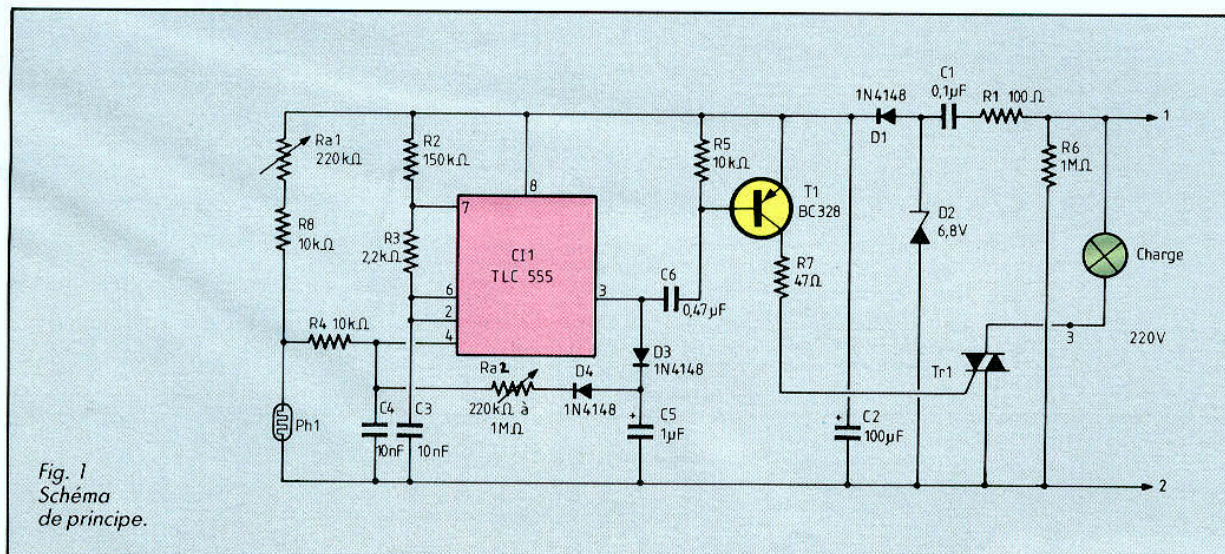 1N4148
D1
C1
0,1µF
R1 100Ω
1
Ra1
220kΩ
R2
150kΩ
8
R5
10kΩ
T1
BC328
R6
1MΩ
7
D2
6,8V
R8
10kΩ
R3
2,2kΩ
CI1
TLC 555
R7
47Ω
Charge
6
3
C6
0,47µF
2
R4 10kΩ
4
3
220V
D3
1N4148
Tr1
Ra2
D4
220kΩ à
1MΩ
1N4148
Ph1
C4
C3
10nF
10nF
+
C5
1µF
+
C2
100µF
2
Fig. 1
Schéma
de principe.